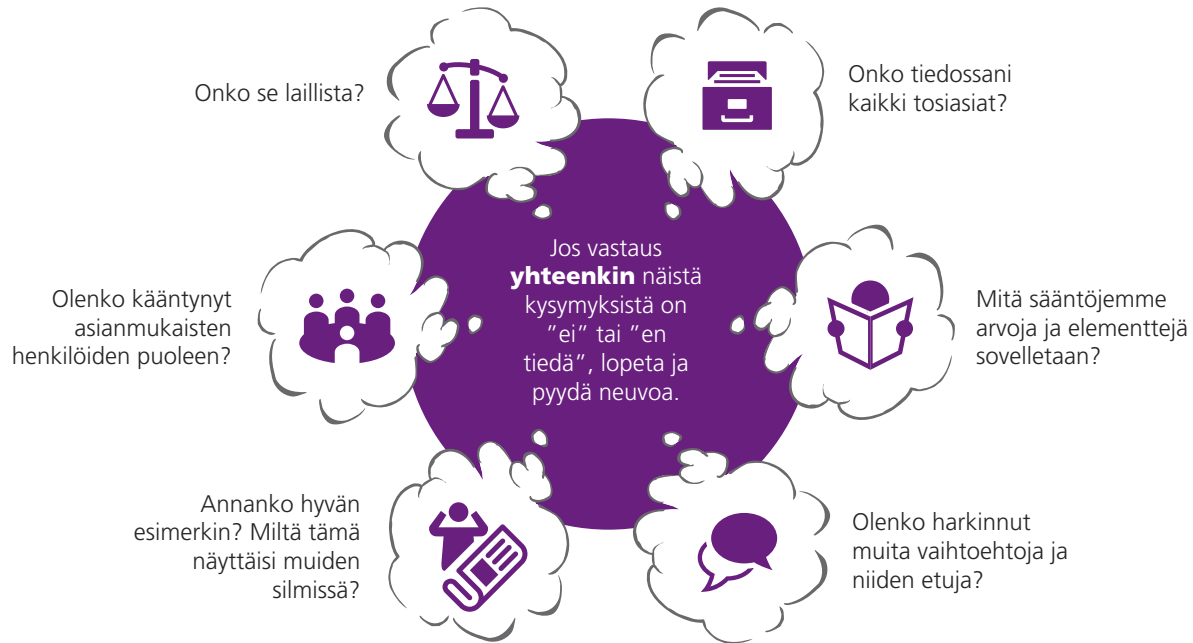 Onko se laillista?
Onko tiedossani
kaikki tosiasiat?
Jos vastaus
yhteenkin näistä
kysymyksistä on
”ei” tai ”en
tiedä”, lopeta ja
pyydä neuvoa.
Olenko kääntynyt
asianmukaisten
henkilöiden puoleen?
Mitä sääntöjemme
arvoja ja elementtejä
sovelletaan?
Annanko hyvän
esimerkin? Miltä tämä
näyttäisi muiden
silmissä?
Olenko harkinnut
muita vaihtoehtoja ja
niiden etuja?